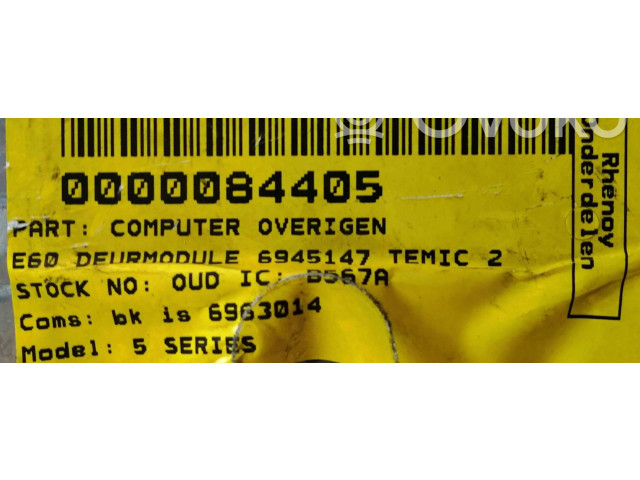 OVOKO
0000084405
PART: COMPUTER OVERIGEN
E60 DEURMODULE 6945147 TEMIC 2
STOCK NO: OUD IC: B567A
Coms: bk is 6963014
Model: 5 SERIES
Rhenoy
Onderdelen